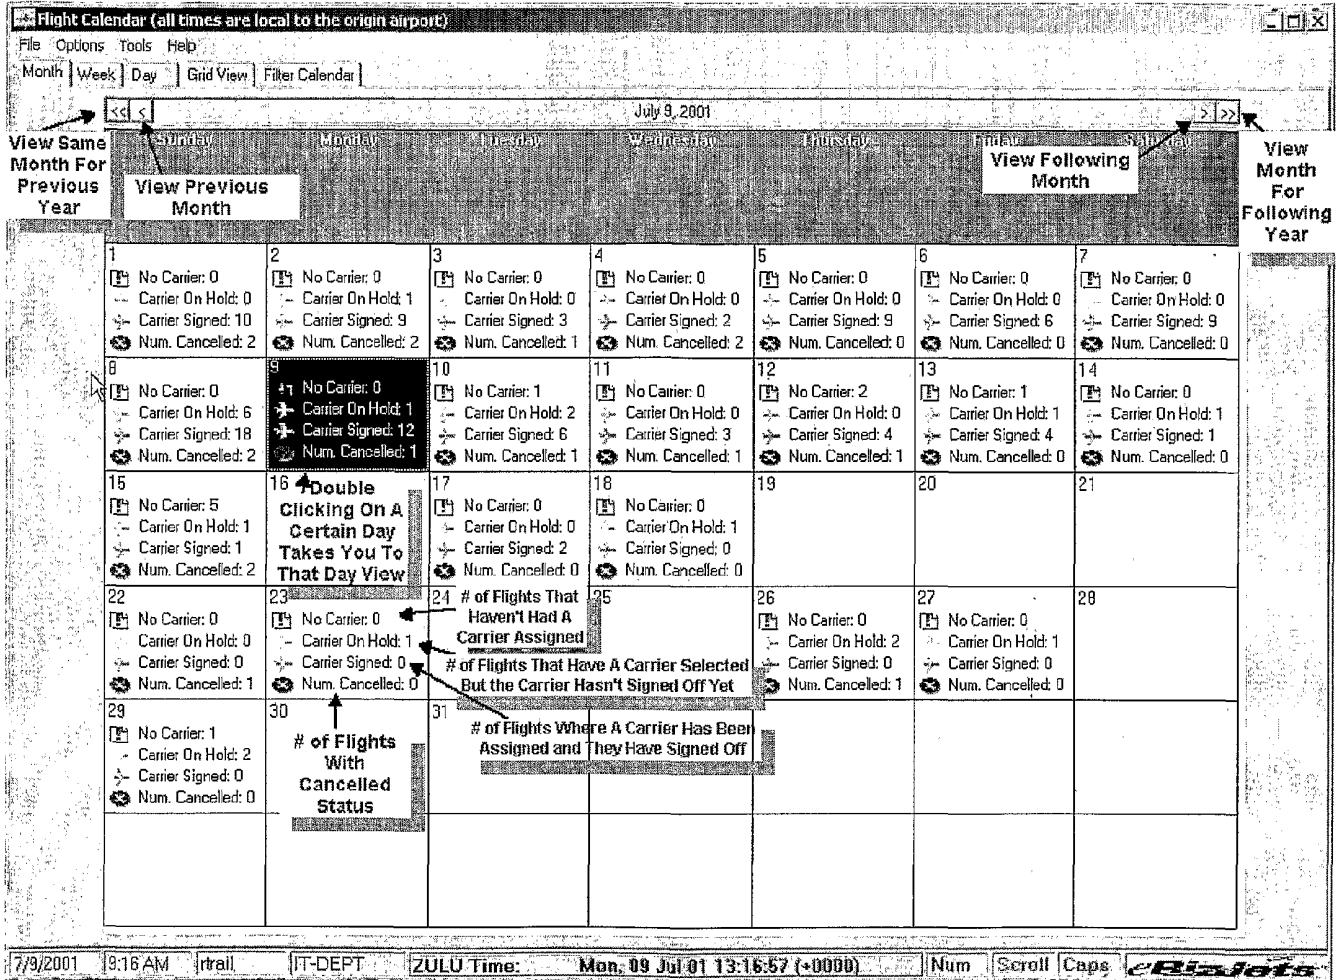 Flight Calendar (all times are local to the origin airport)
File Options Tools Help
Month Week Day Grid View Filter Calendar
<< < July 9, 2001 > >>
View Same
Month For
Previous
Year
View Previous
Month
View Following
Month
View
Month
For
Following
Year
Sunday Monday Tuesday Wednesday Thursday Friday Saturday
1
No Carrier: 0
Carrier On Hold: 0
Carrier Signed: 10
Num. Cancelled: 2
2
No Carrier: 0
Carrier On Hold: 1
Carrier Signed: 9
Num. Cancelled: 2
3
No Carrier: 0
Carrier On Hold: 0
Carrier Signed: 3
Num. Cancelled: 1
4
No Carrier: 0
Carrier On Hold: 0
Carrier Signed: 2
Num. Cancelled: 2
5
No Carrier: 0
Carrier On Hold: 0
Carrier Signed: 9
Num. Cancelled: 0
6
No Carrier: 0
Carrier On Hold: 0
Carrier Signed: 6
Num. Cancelled: 0
7
No Carrier: 0
Carrier On Hold: 0
Carrier Signed: 9
Num. Cancelled: 0
8
No Carrier: 0
Carrier On Hold: 6
Carrier Signed: 18
Num. Cancelled: 2
9
No Carrier: 0
Carrier On Hold: 1
Carrier Signed: 12
Num. Cancelled: 1
10
No Carrier: 1
Carrier On Hold: 2
Carrier Signed: 6
Num. Cancelled: 1
11
No Carrier: 0
Carrier On Hold: 0
Carrier Signed: 3
Num. Cancelled: 1
12
No Carrier: 2
Carrier On Hold: 0
Carrier Signed: 4
Num. Cancelled: 1
13
No Carrier: 1
Carrier On Hold: 1
Carrier Signed: 4
Num. Cancelled: 0
14
No Carrier: 0
Carrier On Hold: 1
Carrier Signed: 1
Num. Cancelled: 0
15
No Carrier: 5
Carrier On Hold: 1
Carrier Signed: 1
Num. Cancelled: 2
16
Double
Clicking On A
Certain Day
Takes You To
That Day View
17
No Carrier: 0
Carrier On Hold: 0
Carrier Signed: 2
Num. Cancelled: 0
18
No Carrier: 0
Carrier On Hold: 1
Carrier Signed: 0
Num. Cancelled: 0
19
20
21
22
No Carrier: 0
Carrier On Hold: 0
Carrier Signed: 0
Num. Cancelled: 1
23
No Carrier: 0
Carrier On Hold: 1
Carrier Signed: 0
Num. Cancelled: 0
24
# of Flights That
Haven't Had A
Carrier Assigned
25
# of Flights That Have A Carrier Selected
But the Carrier Hasn't Signed Off Yet
26
No Carrier: 0
Carrier On Hold: 2
Carrier Signed: 0
Num. Cancelled: 1
27
No Carrier: 0
Carrier On Hold: 1
Carrier Signed: 0
Num. Cancelled: 0
28
29
No Carrier: 1
Carrier On Hold: 2
Carrier Signed: 0
Num. Cancelled: 0
30
# of Flights
With
Cancelled
Status
31
# of Flights Where A Carrier Has Been
Assigned and They Have Signed Off
7/9/2001 9:16 AM rtrail IT-DEPT ZULU Time: Mon, 09 Jul 01 13:16:57 (+0000) Num Scroll Caps eBizJets